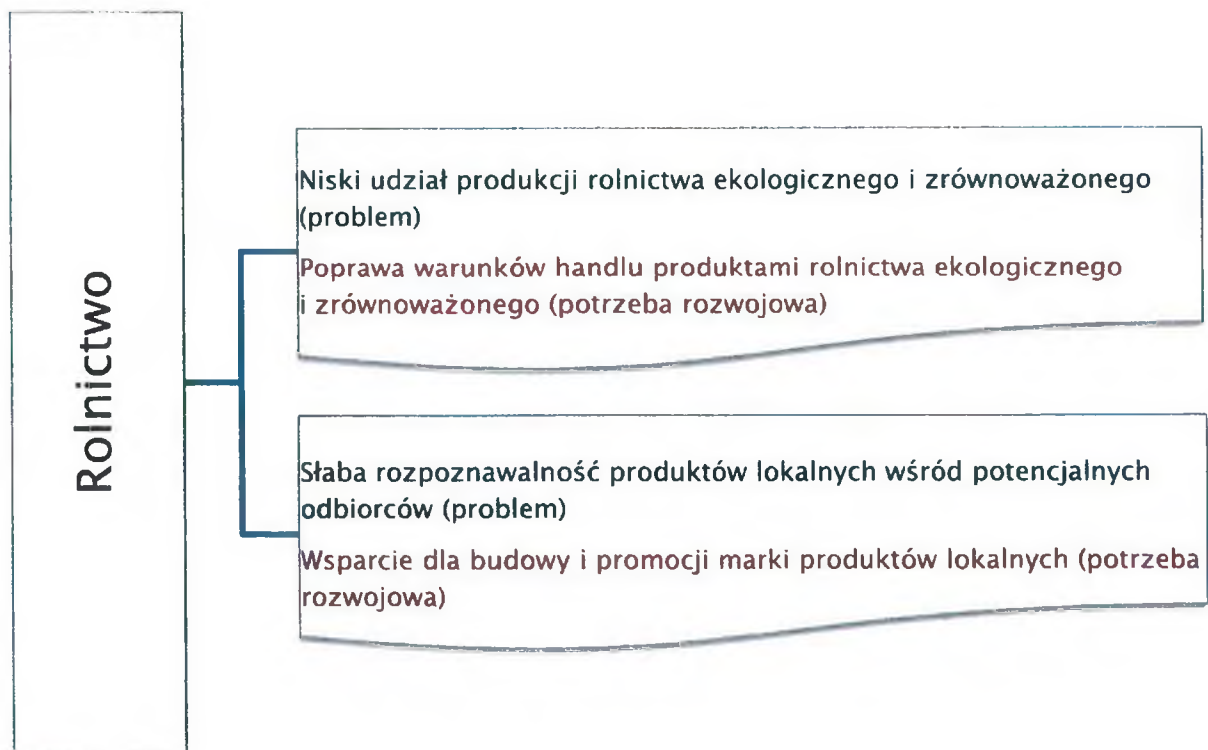 Rolnictwo
Niski udział produkcji rolnictwa ekologicznego i zrównoważonego
(problem)
Poprawa warunków handlu produktami rolnictwa ekologicznego
i zrównoważonego (potrzeba rozwojowa)
Słaba rozpoznawalność produktów lokalnych wśród potencjalnych
odbiorców (problem)
Wsparcie dla budowy i promocji marki produktów lokalnych (potrzeba
rozwojowa)